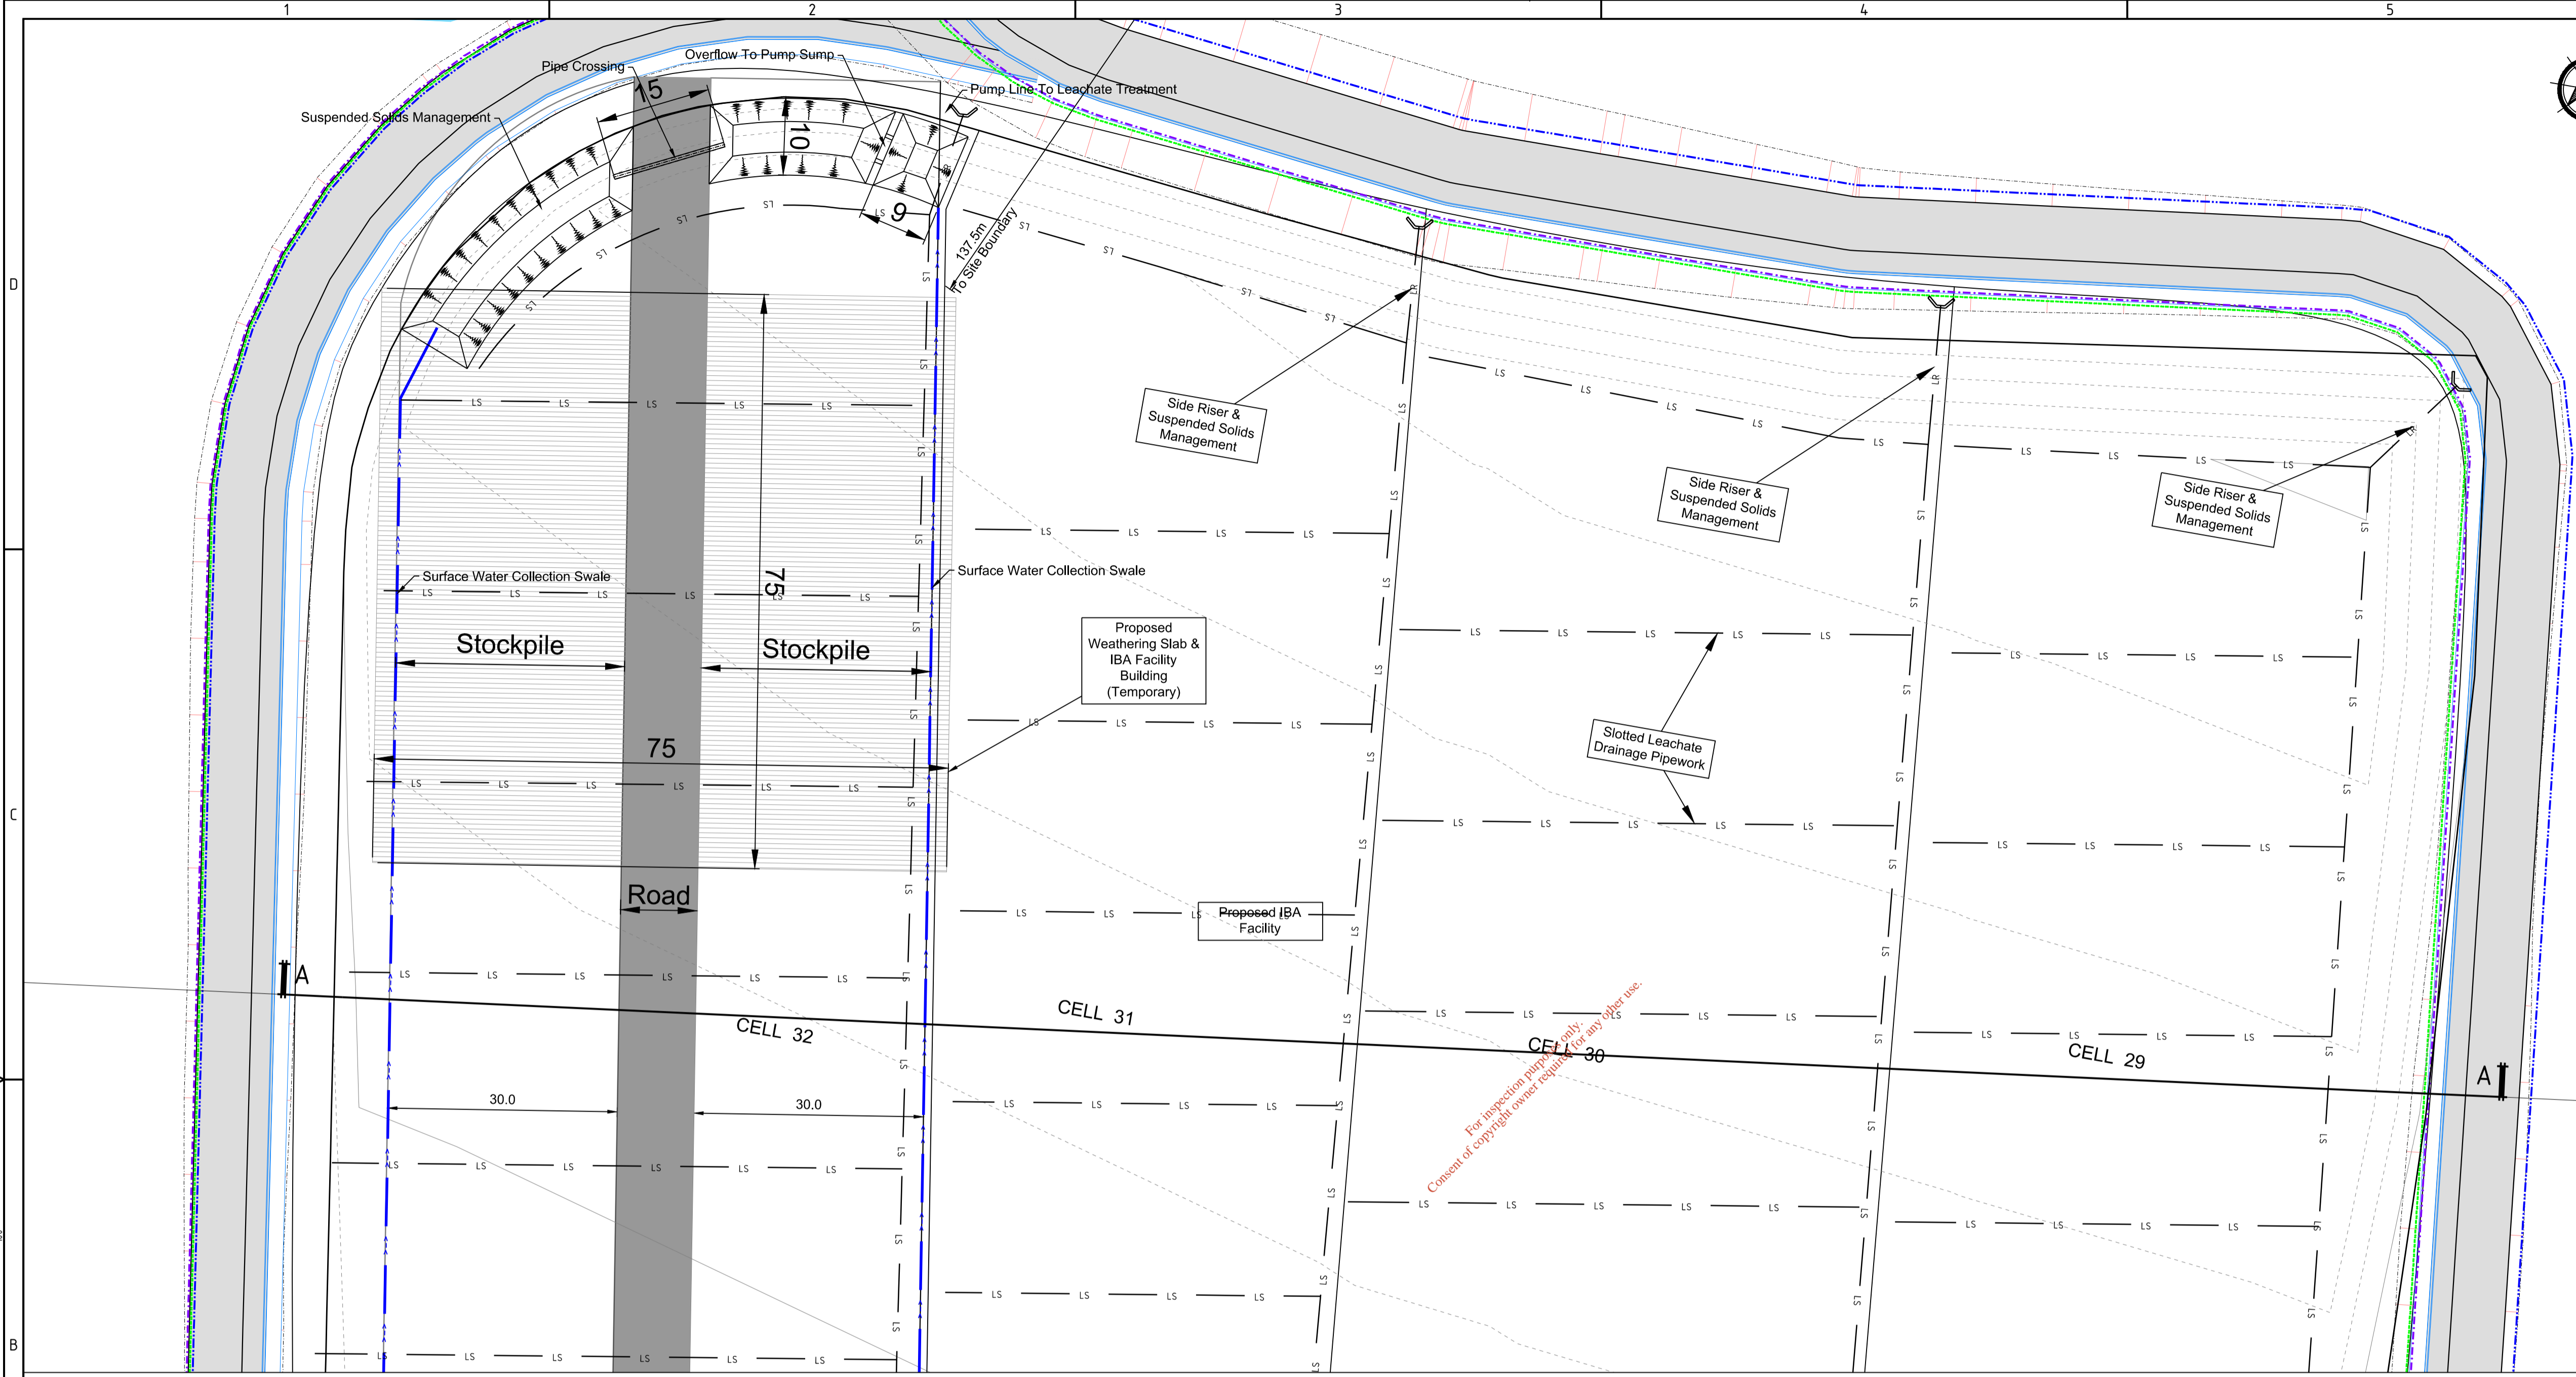 1
2
3
4
5
D
C
B
Overflow To Pump Sump
Pipe Crossing
15
Pump Line To Leachate Treatment
Suspended Solids Management
10
9
137.5m
To Site Boundary
Side Riser &
Suspended Solids
Management
Side Riser &
Suspended Solids
Management
Side Riser &
Suspended Solids
Management
Surface Water Collection Swale
Surface Water Collection Swale
75
Stockpile
Stockpile
Proposed
Weathering Slab &
IBA Facility
Building
(Temporary)
75
Slotted Leachate
Drainage Pipework
Road
Proposed IBA
Facility
A
CELL 32
CELL 31
CELL 30
CELL 29
A
30.0
30.0
For inspection purposes only.
Consent of copyright owner required for any other use.
LS
LR